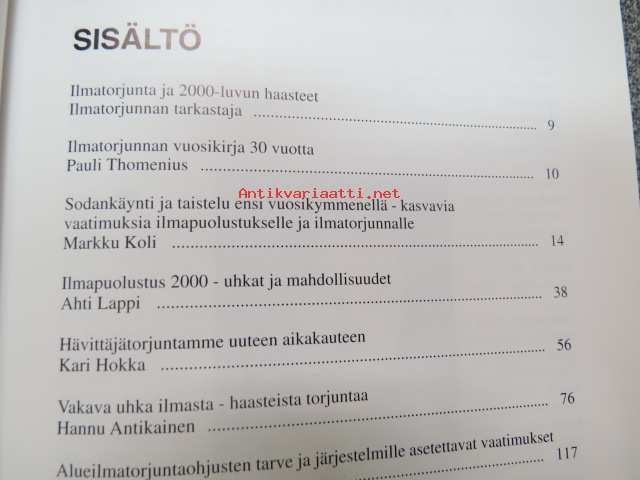 SISÄLTÖ
Ilmatorjunta ja 2000-luvun haasteet
Ilmatorjunnan tarkastaja ........ 9
Ilmatorjunnan vuosikirja 30 vuotta
Pauli Thomenius ........ 10
Antikvariaatti.net
Sodankäynti ja taistelu ensi vuosikymmenellä - kasvavia
vaatimuksia ilmapuolustukselle ja ilmatorjunnalle
Markku Koli ........ 14
Ilmapuolustus 2000 - uhkat ja mahdollisuudet
Ahti Lappi ........ 38
Hävittäjätorjuntamme uuteen aikakauteen
Kari Hokka ........ 56
Vakava uhka ilmasta - haasteista torjuntaa
Hannu Antikainen ........ 76
Alueilmatorjuntaohjusten tarve ja järjestelmille asetettavat vaatimukset
........ 117